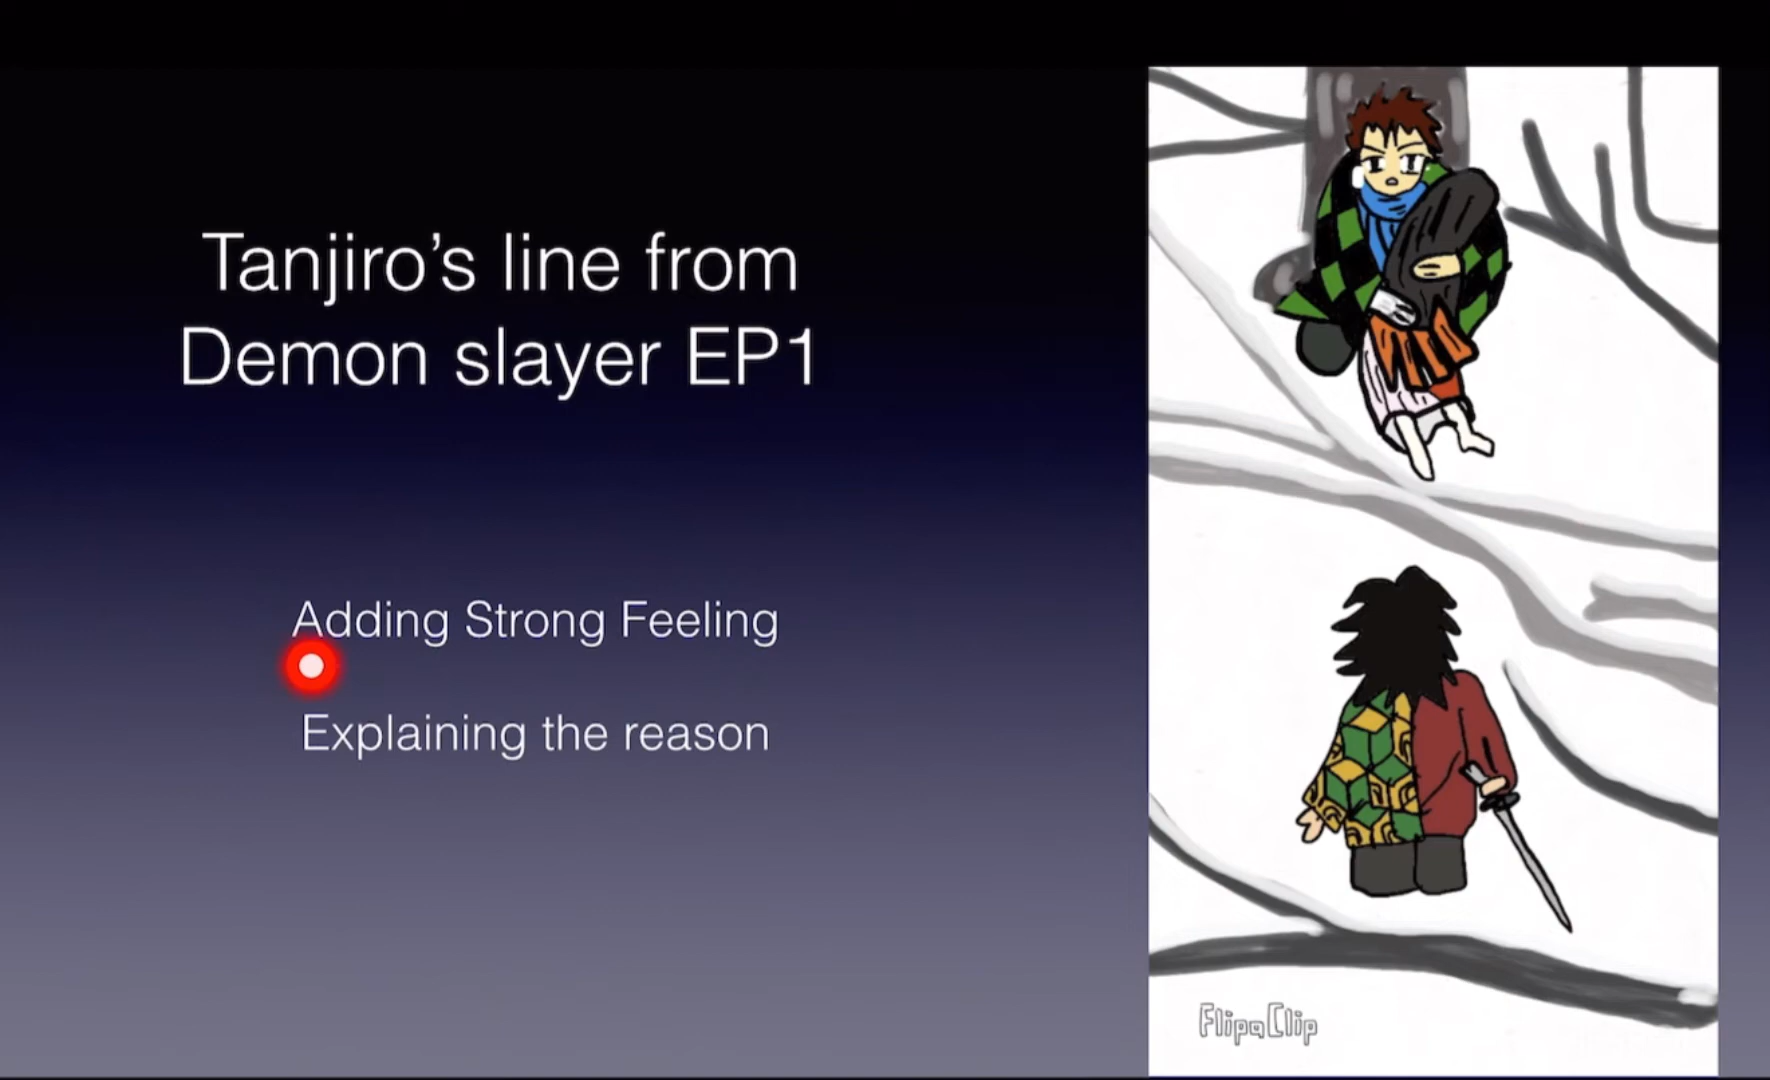 Tanjiro’s line from
Demon slayer EP1
Adding Strong Feeling
Explaining the reason
FlipaClip